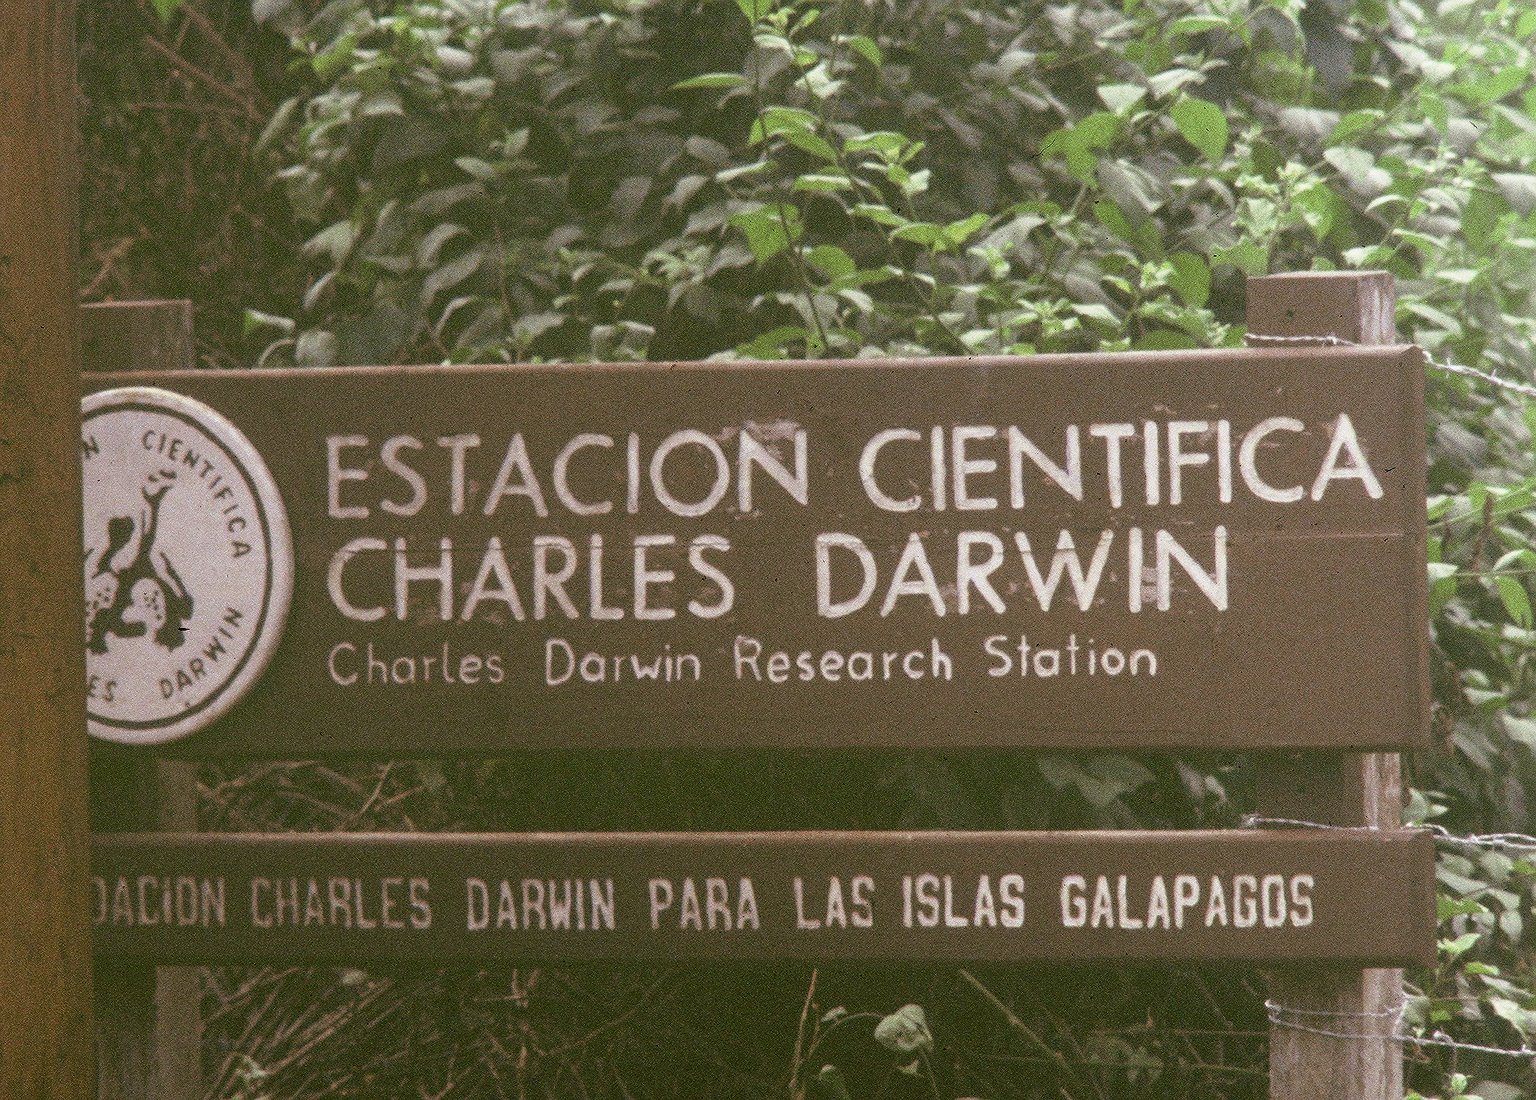 CIENTIFICA
DARWIN
ESTACION CIENTIFICA
CHARLES DARWIN
Charles Darwin Research Station
DACION CHARLES DARWIN PARA LAS ISLAS GALAPAGOS